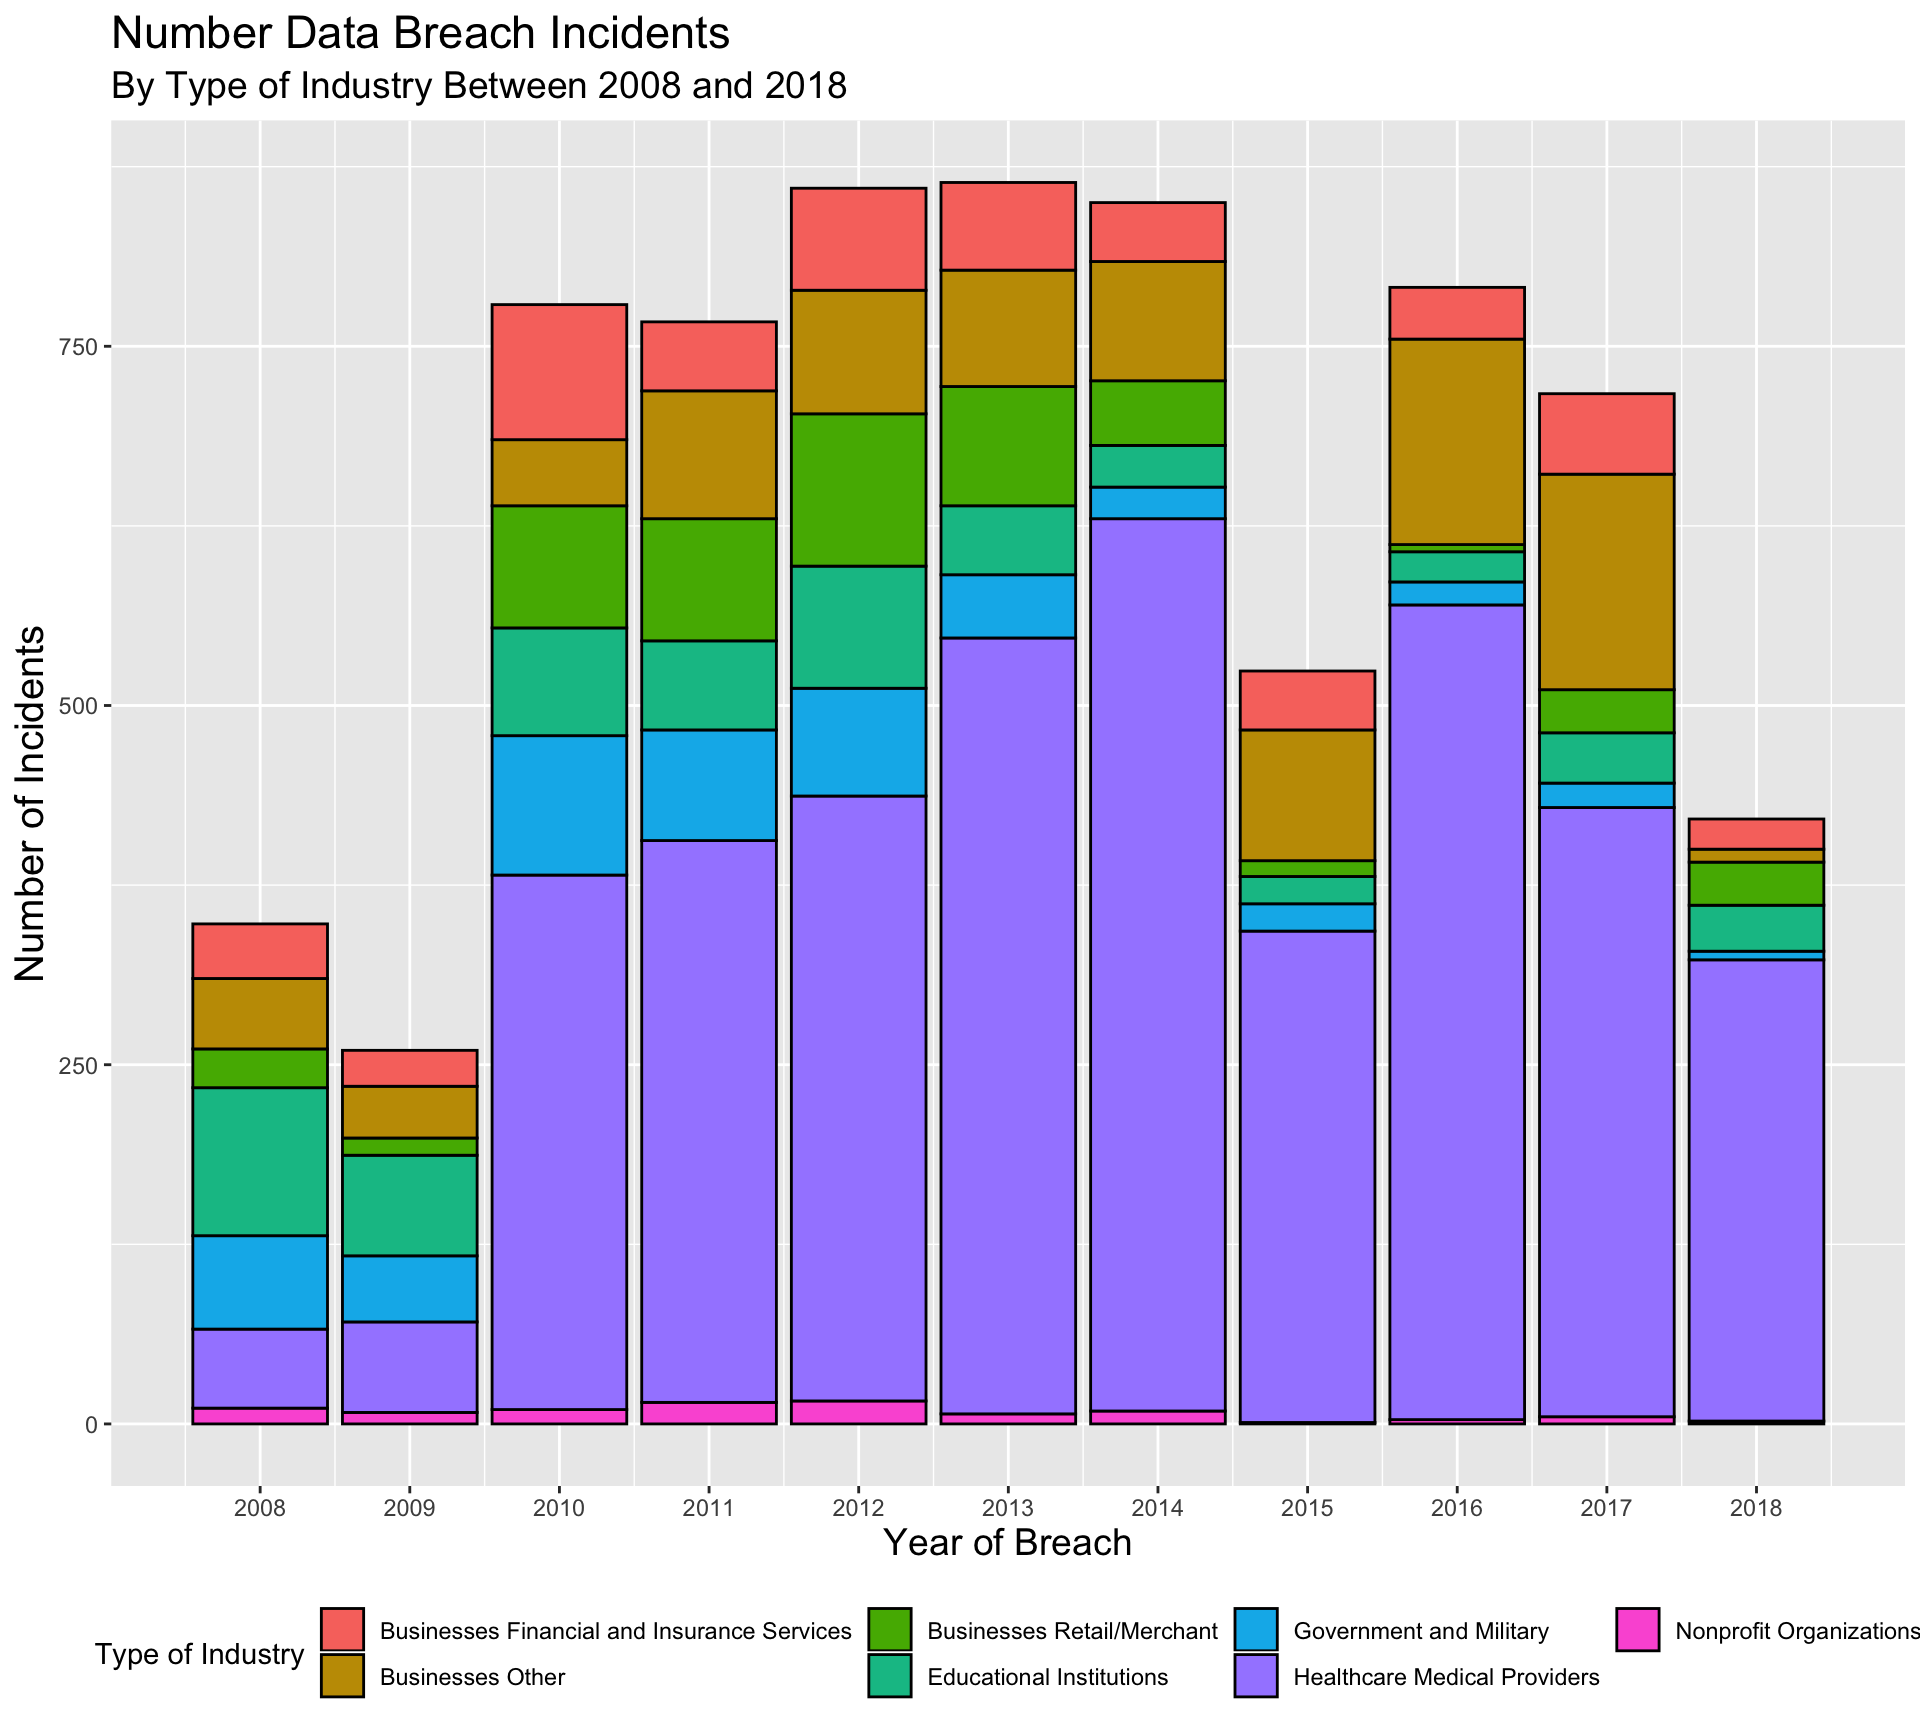 Number Data Breach Incidents
By Type of Industry Between 2008 and 2018
Number of Incidents
750
500
250
0
2008 2009 2010 2011 2012 2013 2014 2015 2016 2017 2018
Year of Breach
Type of Industry
Businesses Financial and Insurance Services
Businesses Other
Businesses Retail/Merchant
Educational Institutions
Government and Military
Healthcare Medical Providers
Nonprofit Organizations